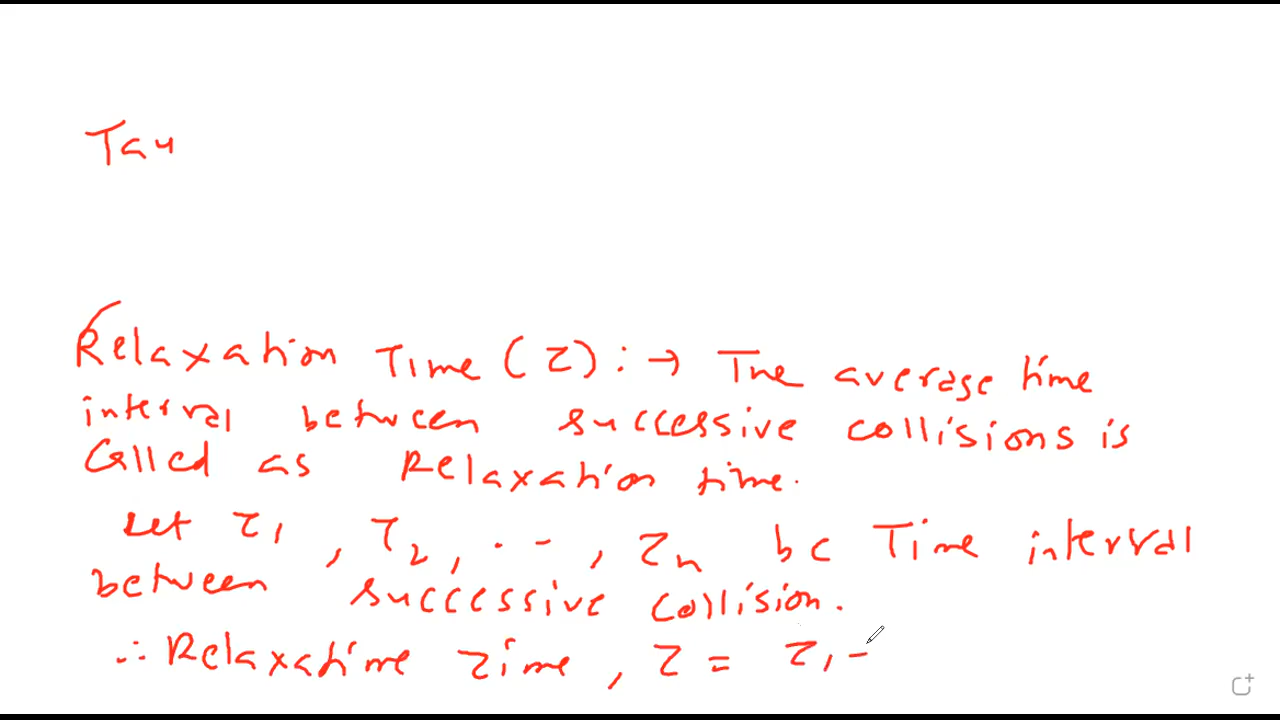 Tau
Relaxation Time (τ) : → The average time
interval between successive collisions is
Called as Relaxation time.
Let τ1 , τ2, . - - , τn be Time interval
between successive collision.
∴ Relaxatime Time , τ = τ1 -